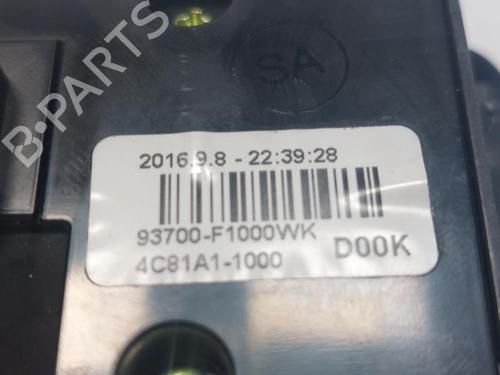 SA
2016.9.8 - 22:39:28
93700-F1000WK
4C81A1-1000 D00K
B-PARTS